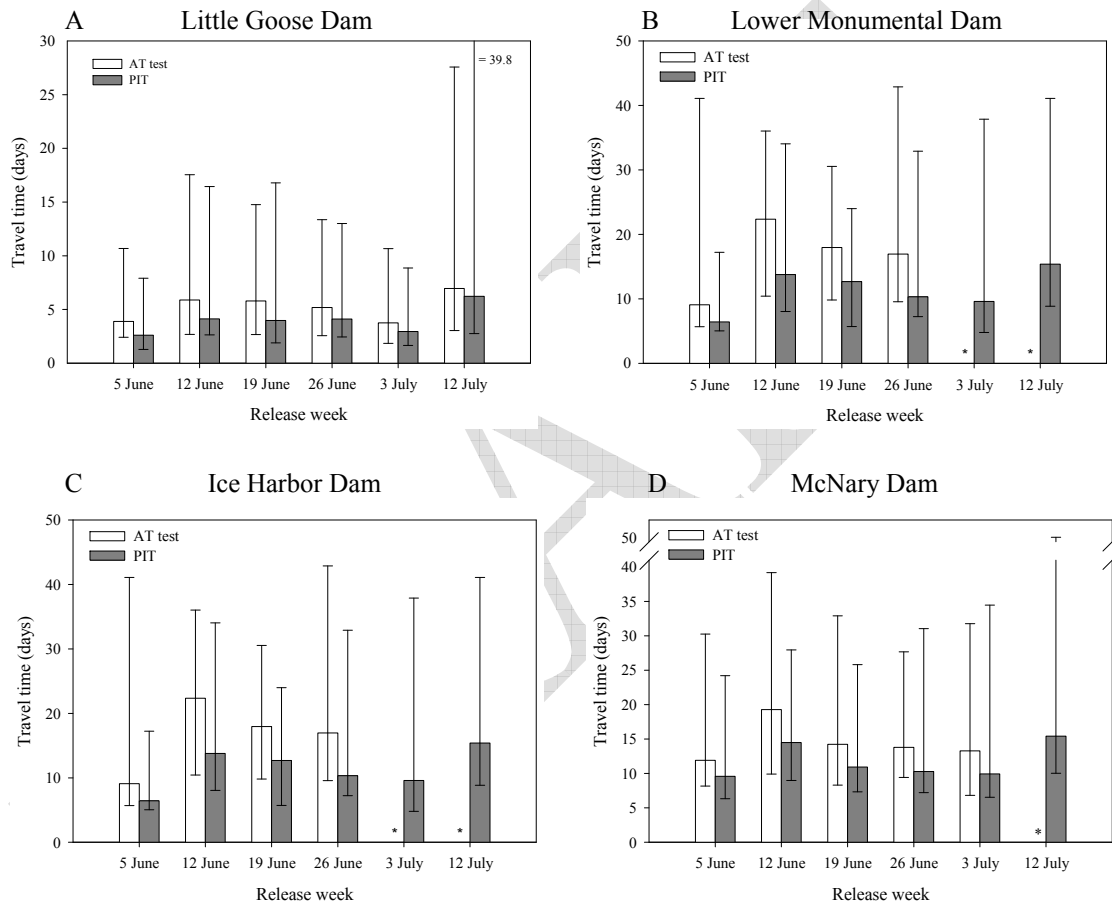 A Little Goose Dam
30
25
20
15
10
5
0
Travel time (days)
AT test
PIT
= 39.8
5 June 12 June 19 June 26 June 3 July 12 July
Release week
B Lower Monumental Dam
50
40
30
20
10
0
Travel time (days)
AT test
PIT
* *
5 June 12 June 19 June 26 June 3 July 12 July
Release week
C Ice Harbor Dam
50
40
30
20
10
0
Travel time (days)
AT test
PIT
* *
5 June 12 June 19 June 26 June 3 July 12 July
Release week
D McNary Dam
50
40
35
30
25
20
15
10
5
0
Travel time (days)
AT test
PIT
*
5 June 12 June 19 June 26 June 3 July 12 July
Release week